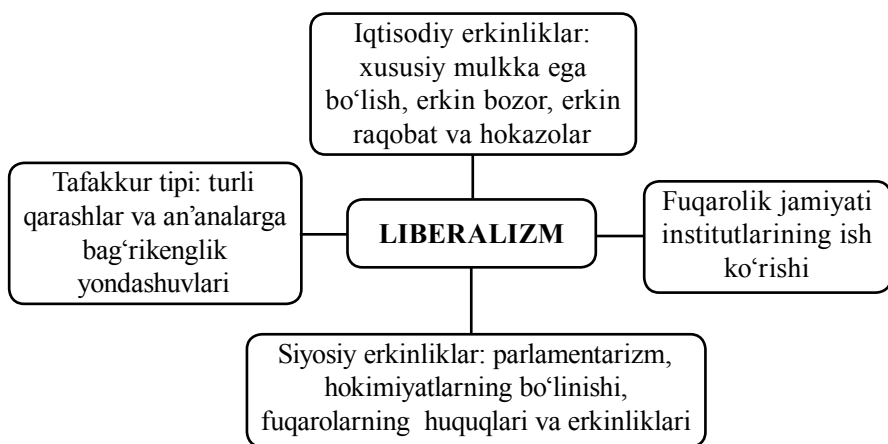 Iqtisodiy erkinliklar:
xususiy mulkka ega
bo‘lish, erkin bozor, erkin
raqobat va hokazolar
Tafakkur tipi: turli
qarashlar va an’analarga
bag‘rikenglik
yondashuvlari
LIBERALIZM
Fuqarolik jamiyati
institutlarining ish
ko‘rishi
Siyosiy erkinliklar: parlamentarizm,
hokimiyatlarning bo‘linishi,
fuqarolarning huquqlari va erkinliklari